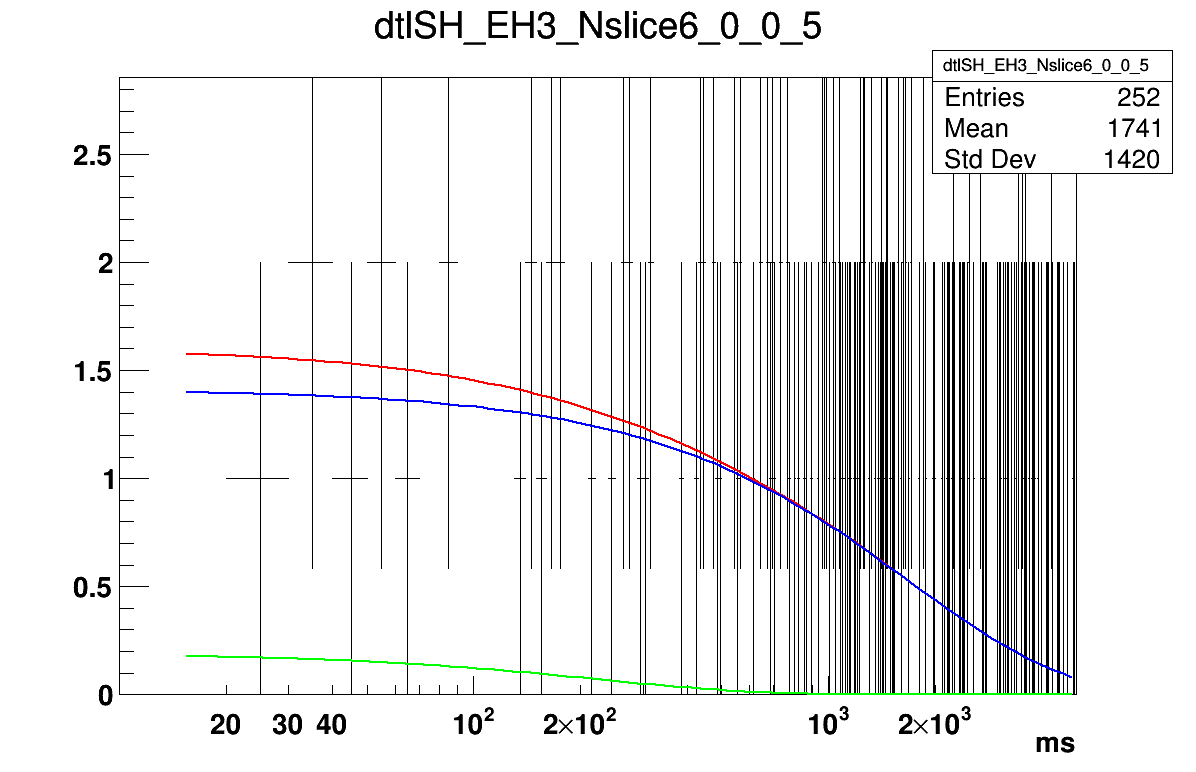 dtlSH_EH3_Nslice6_0_0_5
dtlSH_EH3_Nslice6_0_0_5
Entries 252
Mean 1741
Std Dev 1420
2.5
2
1.5
1
0.5
0
20 30 40 10² 2×10² 10³ 2×10³
ms